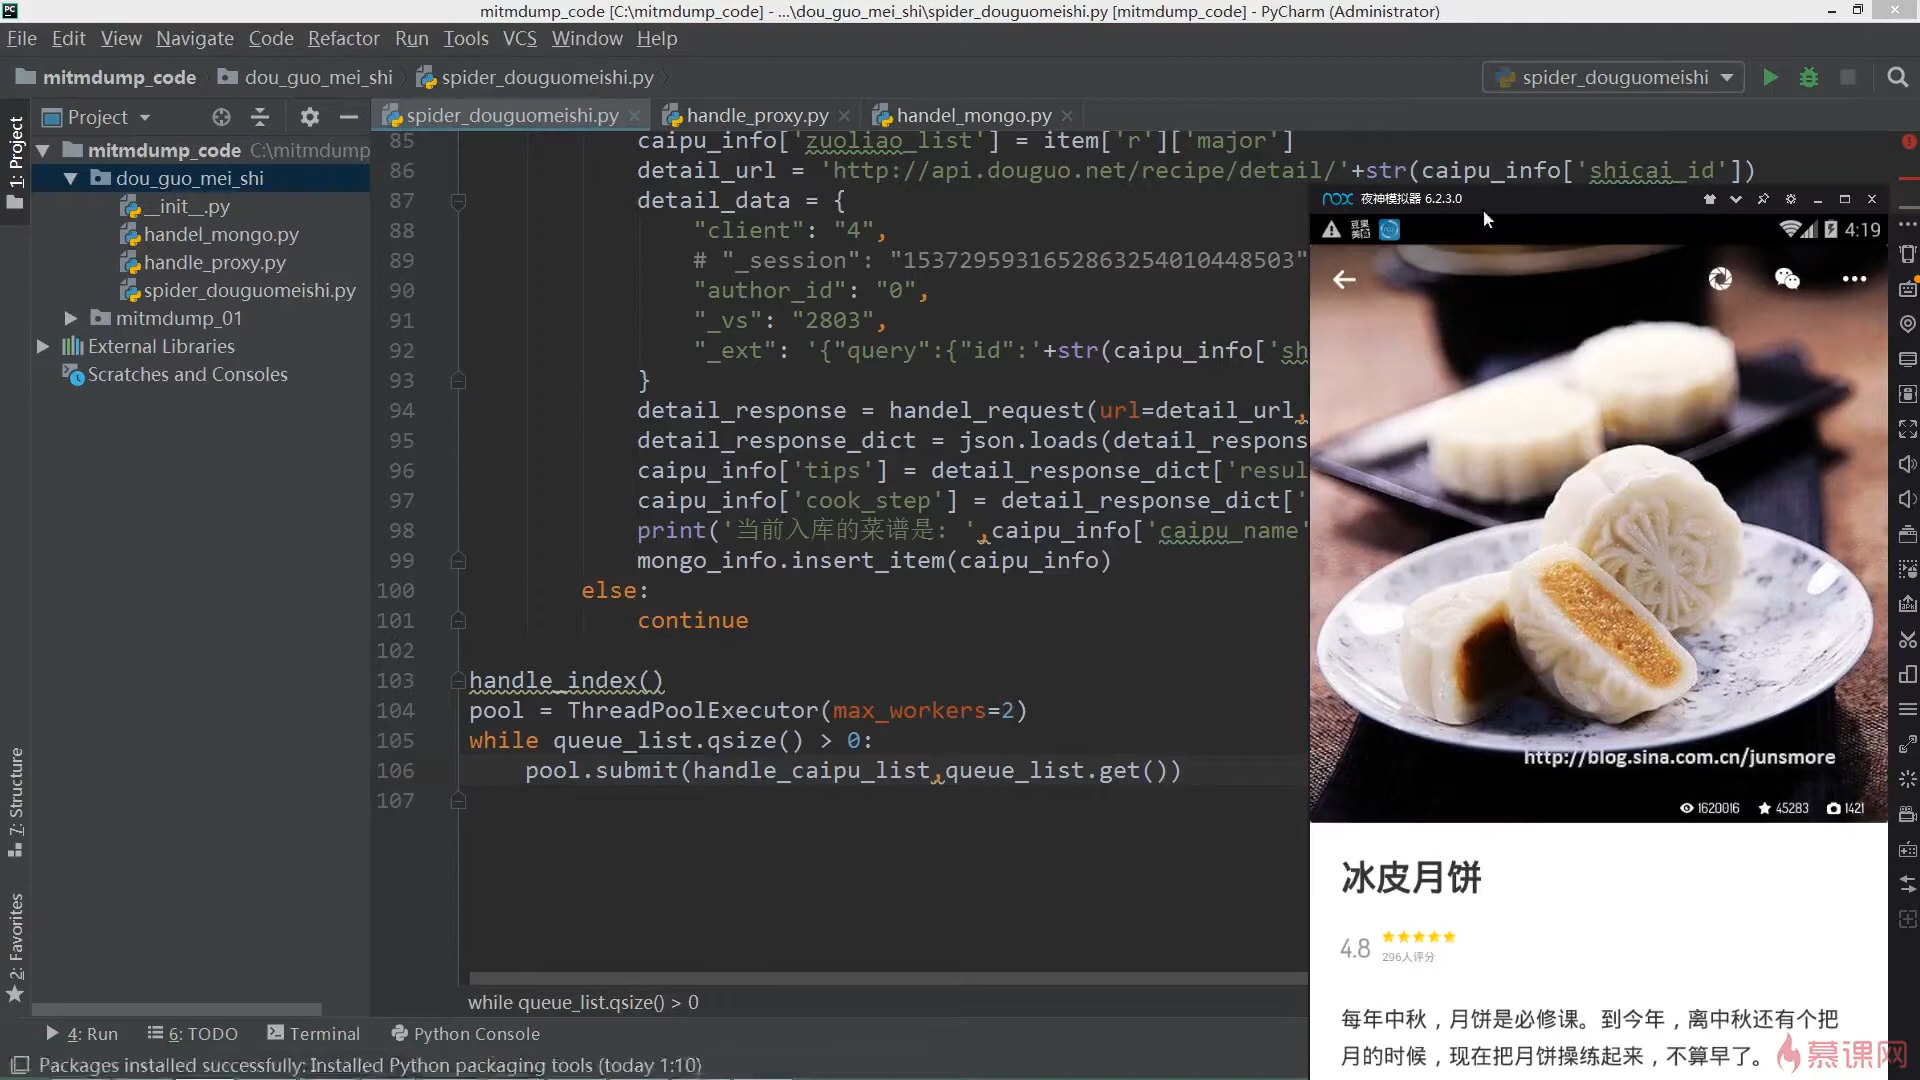 mitmdump_code [C:\mitmdump_code] - ...\dou_guo_mei_shi\spider_douguomeishi.py [mitmdump_code] - PyCharm (Administrator)
File Edit View Navigate Code Refactor Run Tools VCS Window Help
mitmdump_code dou_guo_mei_shi spider_douguomeishi.py spider_douguomeishi
1: Project
Project
mitmdump_code C:\mitmdump
dou_guo_mei_shi
__init__.py
handel_mongo.py
handle_proxy.py
spider_douguomeishi.py
mitmdump_01
External Libraries
Scratches and Consoles
7: Structure
2: Favorites
spider_douguomeishi.py handle_proxy.py handel_mongo.py
85 caipu_info['zuoliao_list'] = item['r']['major']
86 detail_url = 'http://api.douguo.net/recipe/detail/'+str(caipu_info['shicai_id'])
87 detail_data = {
88 "client": "4",
89 # "_session": "1537295931652863254010448503"
90 "author_id": "0",
91 "_vs": "2803",
92 "_ext": '{"query":{"id":'+str(caipu_info['sh
93 }
94 detail_response = handel_request(url=detail_url,
95 detail_response_dict = json.loads(detail_respons
96 caipu_info['tips'] = detail_response_dict['resul
97 caipu_info['cook_step'] = detail_response_dict['
98 print('当前入库的菜谱是: ',caipu_info['caipu_name'
99 mongo_info.insert_item(caipu_info)
100 else:
101 continue
102
103 handle_index()
104 pool = ThreadPoolExecutor(max_workers=2)
105 while queue_list.qsize() > 0:
106 pool.submit(handle_caipu_list,queue_list.get())
107
while queue_list.qsize() > 0
nox 夜神模拟器 6.2.3.0
豆果美食 4:19
http://blog.sina.com.cn/junsmore
1620016 45283 1421
冰皮月饼
4.8 296人评分
每年中秋，月饼是必修课。到今年，离中秋还有个把
月的时候，现在把月饼操练起来，不算早了。
慕课网
4: Run 6: TODO Terminal Python Console
Packages installed successfully: Installed Python packaging tools (today 1:10)